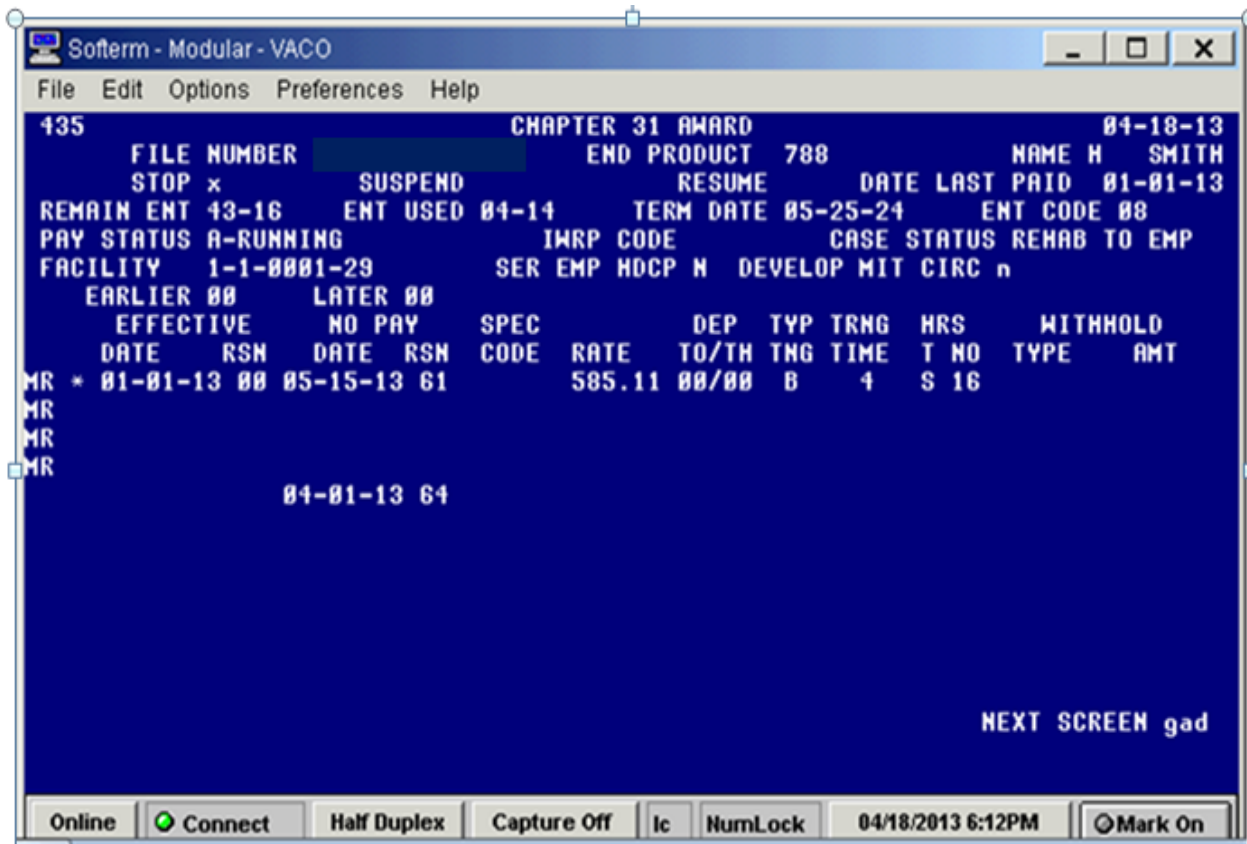 Softerm - Modular - VACO
File Edit Options Preferences Help
435 CHAPTER 31 AWARD 04-18-13
FILE NUMBER END PRODUCT 788 NAME H SMITH
STOP x SUSPEND RESUME DATE LAST PAID 01-01-13
REMAIN ENT 43-16 ENT USED 04-14 TERM DATE 05-25-24 ENT CODE 08
PAY STATUS A-RUNNING IWRP CODE CASE STATUS REHAB TO EMP
FACILITY 1-1-0001-29 SER EMP HDCP N DEVELOP MIT CIRC n
EARLIER 00 LATER 00
EFFECTIVE NO PAY SPEC DEP TYP TRNG HRS WITHHOLD
DATE RSN DATE RSN CODE RATE TO/TH TNG TIME T NO TYPE AMT
MR * 01-01-13 00 05-15-13 61 585.11 00/00 B 4 S 16
MR
MR
MR
04-01-13 64
NEXT SCREEN gad
Online Connect Half Duplex Capture Off Ic NumLock 04/18/2013 6:12PM Mark On